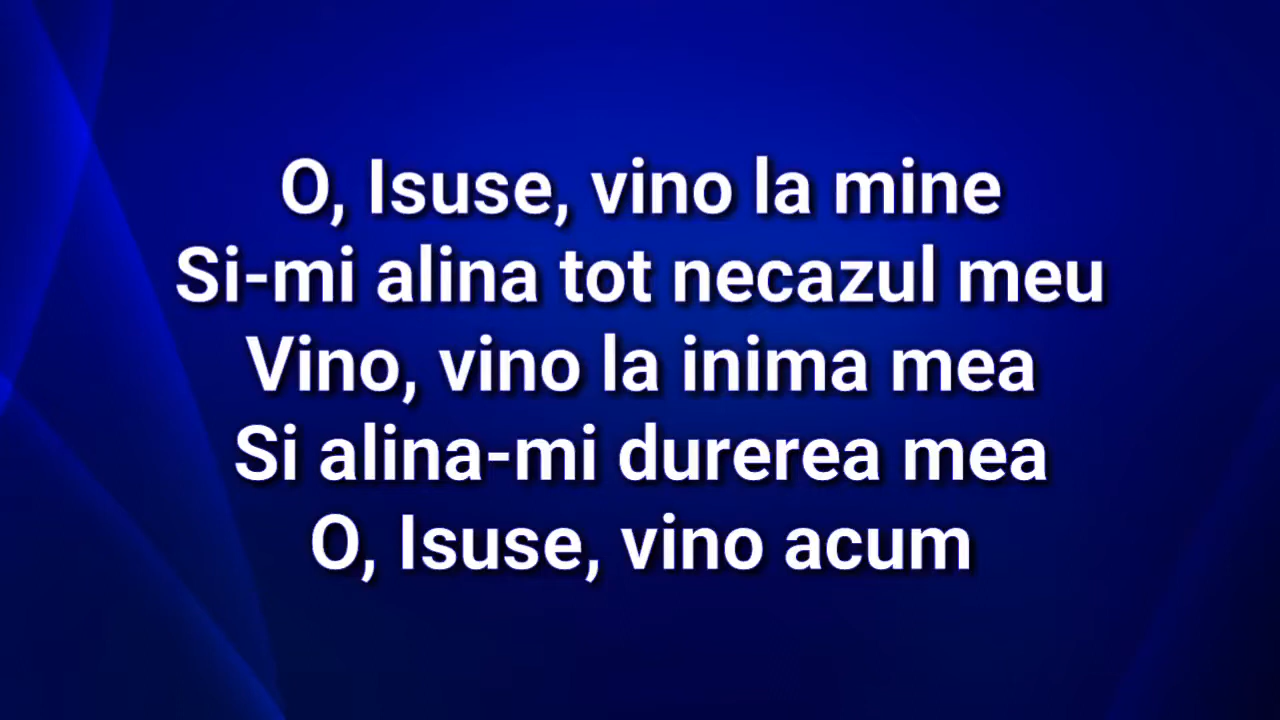 O, Isuse, vino la mine
Si-mi alina tot necazul meu
Vino, vino la inima mea
Si alina-mi durerea mea
O, Isuse, vino acum